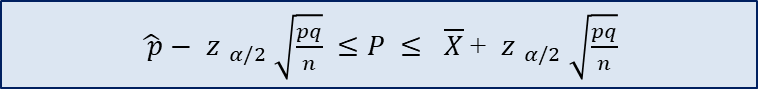 p̂ − z α/2 √(pq/n) ≤ P ≤ X̅ + z α/2 √(pq/n)